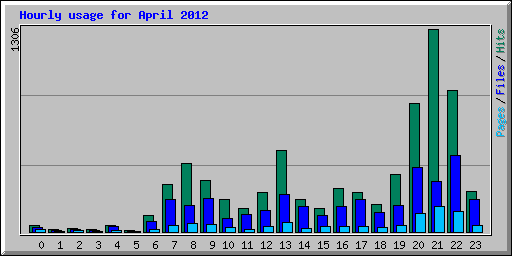 Hourly usage for April 2012
1306
Pages/Files/Hits
0 1 2 3 4 5 6 7 8 9 10 11 12 13 14 15 16 17 18 19 20 21 22 23